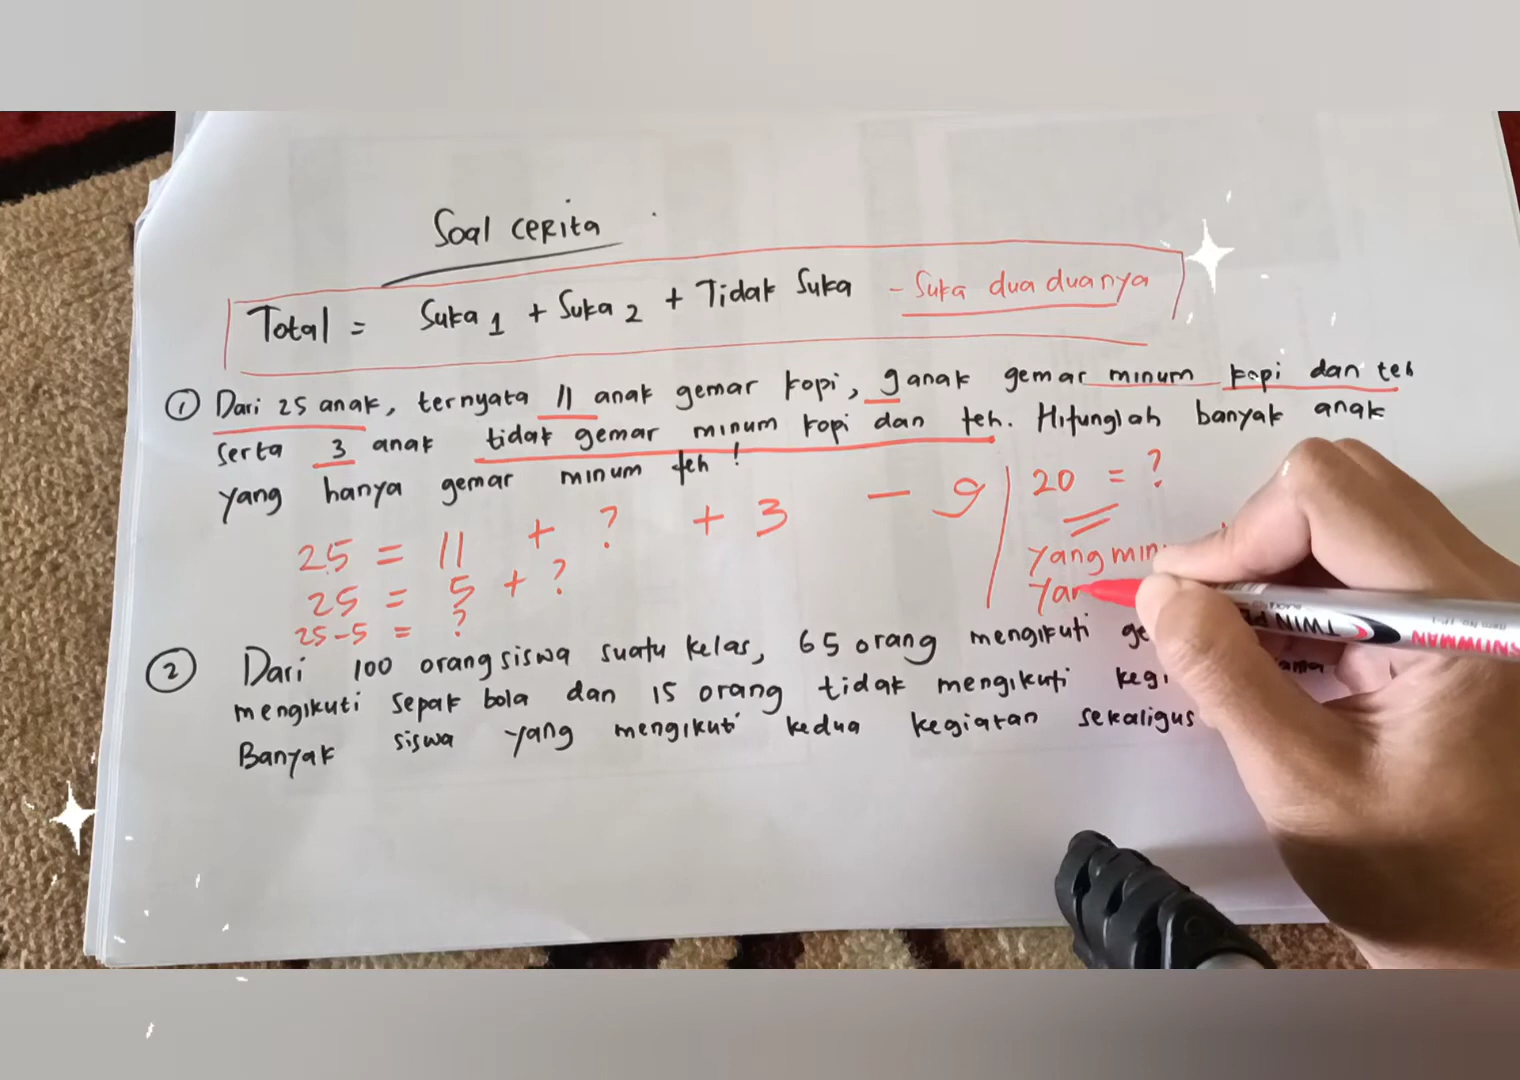 Soal cerita
Total = Suka 1 + Suka 2 + Tidak Suka - Suka dua duanya
① Dari 25 anak, ternyata 11 anak gemar kopi, 9 anak gemar minum kopi dan teh
serta 3 anak tidak gemar minum kopi dan teh. Hitunglah banyak anak
yang hanya gemar minum teh !
25 = 11 + ? + 3 - 9
25 = 5 + ?
25-5 = ?
20 = ?
Yang min
Yan
② Dari 100 orang siswa suatu kelas, 65 orang mengikuti
mengikuti sepak bola dan 15 orang tidak mengikuti
Banyak siswa yang mengikuti kedua kegiatan sekaligus
TWIN
SNOWMAN